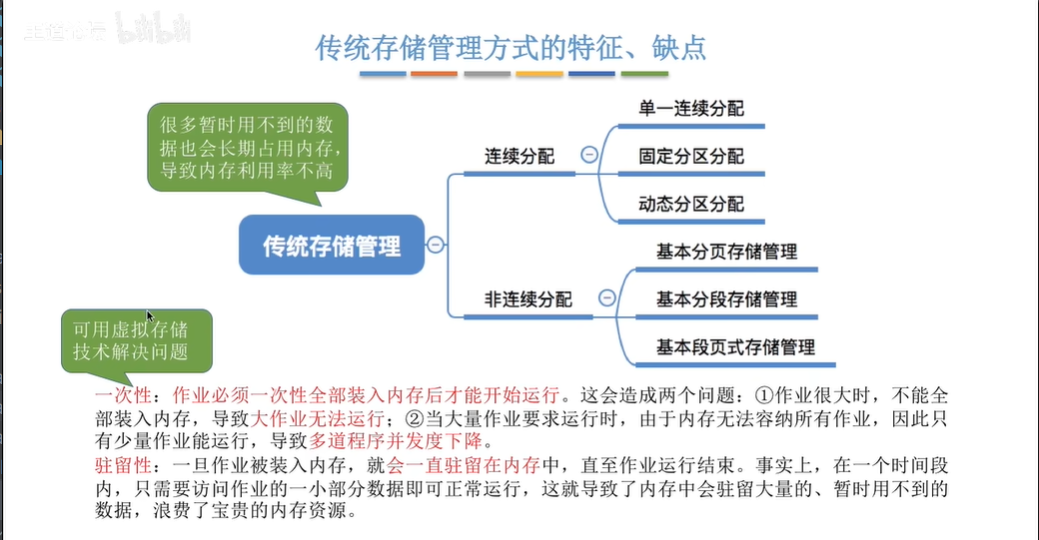 bilibili
传统存储管理方式的特征、缺点
很多暂时用不到的数
据也会长期占用内存，
导致内存利用率不高
传统存储管理
连续分配
单一连续分配
固定分区分配
动态分区分配
非连续分配
基本分页存储管理
基本分段存储管理
基本段页式存储管理
可用虚拟存储
技术解决问题
一次性：作业必须一次性全部装入内存后才能开始运行。这会造成两个问题：①作业很大时，不能全
部装入内存，导致大作业无法运行；②当大量作业要求运行时，由于内存无法容纳所有作业，因此只
有少量作业能运行，导致多道程序并发度下降。
驻留性：一旦作业被装入内存，就会一直驻留在内存中，直至作业运行结束。事实上，在一个时间段
内，只需要访问作业的一小部分数据即可正常运行，这就导致了内存中会驻留大量的、暂时用不到的
数据，浪费了宝贵的内存资源。